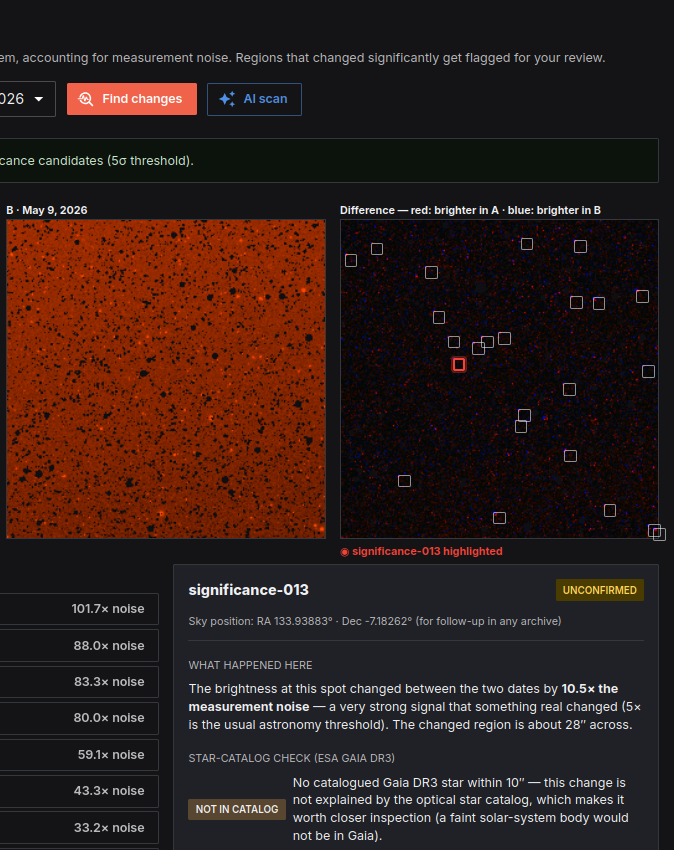 em, accounting for measurement noise. Regions that changed significantly get flagged for your review.
026
Find changes
AI scan
cance candidates (5σ threshold).
B · May 9, 2026
Difference — red: brighter in A · blue: brighter in B
◉ significance-013 highlighted
101.7× noise
88.0× noise
83.3× noise
80.0× noise
59.1× noise
43.3× noise
33.2× noise
significance-013
UNCONFIRMED
Sky position: RA 133.93883° · Dec -7.18262° (for follow-up in any archive)
WHAT HAPPENED HERE
The brightness at this spot changed between the two dates by 10.5× the
measurement noise — a very strong signal that something real changed (5×
is the usual astronomy threshold). The changed region is about 28″ across.
STAR-CATALOG CHECK (ESA GAIA DR3)
NOT IN CATALOG
No catalogued Gaia DR3 star within 10″ — this change is
not explained by the optical star catalog, which makes it
worth closer inspection (a faint solar-system body would
not be in Gaia).